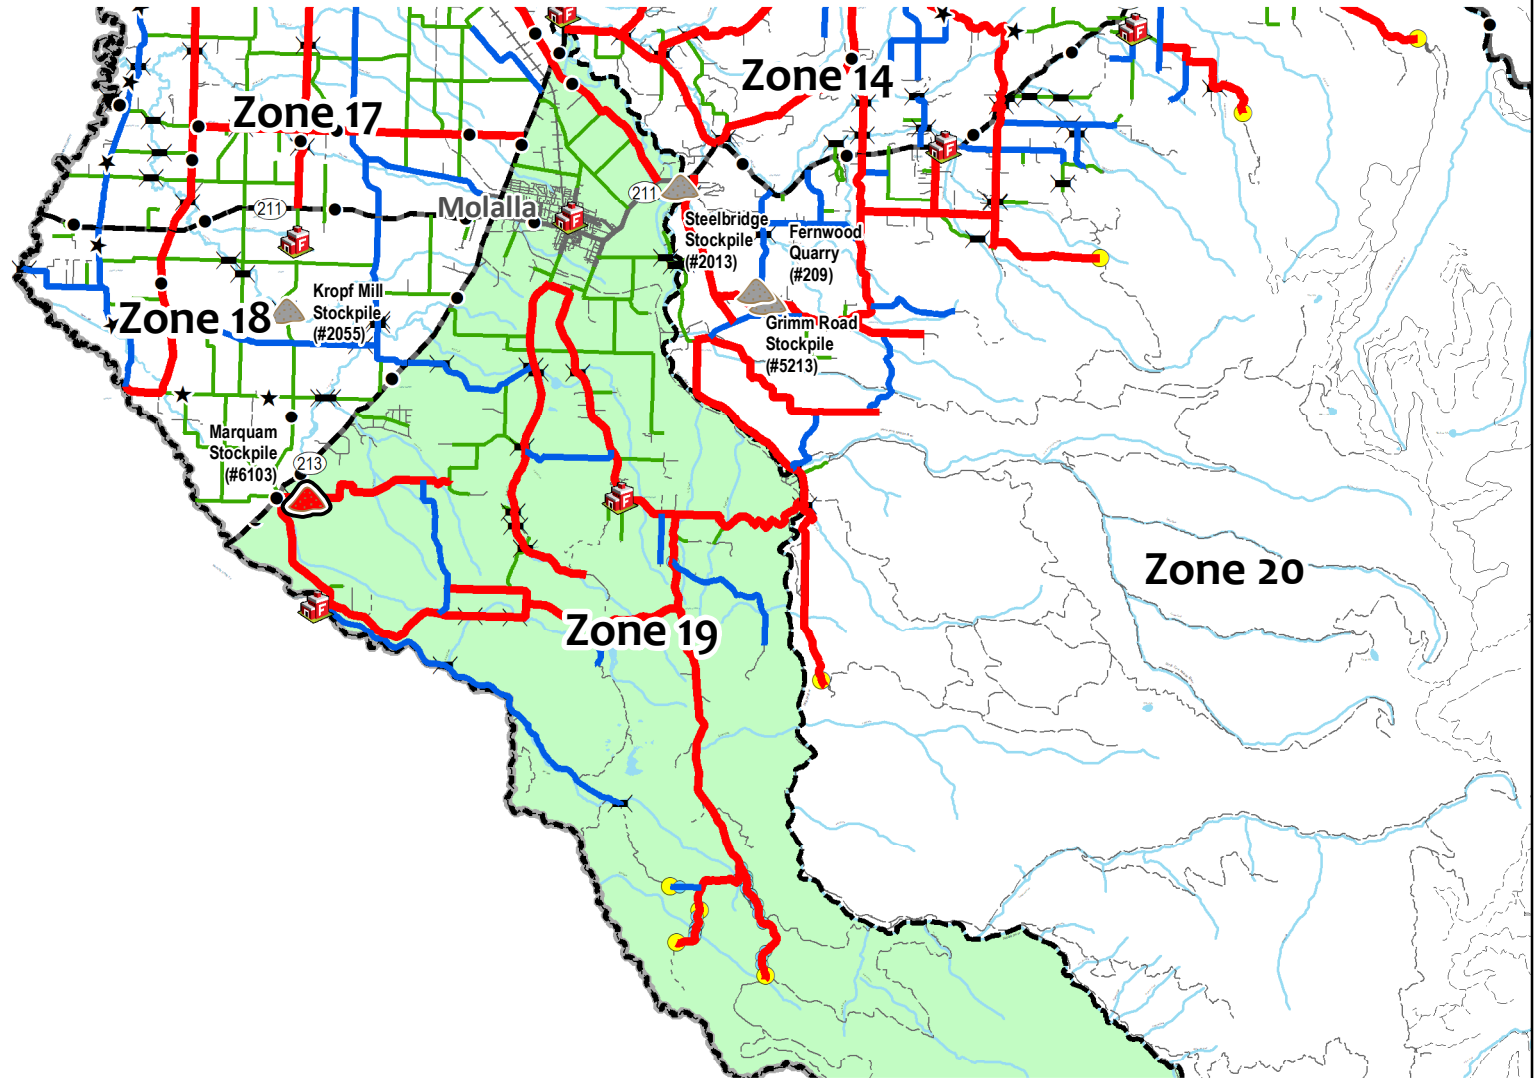 Zone 14
Zone 17
211
211
Molalla
Steelbridge
Stockpile
(#2013)
Fernwood
Quarry
(#209)
Kropf Mill
Stockpile
(#2055)
Zone 18
Grimm Road
Stockpile
(#5213)
Marquam
Stockpile
(#6103)
213
Zone 20
Zone 19